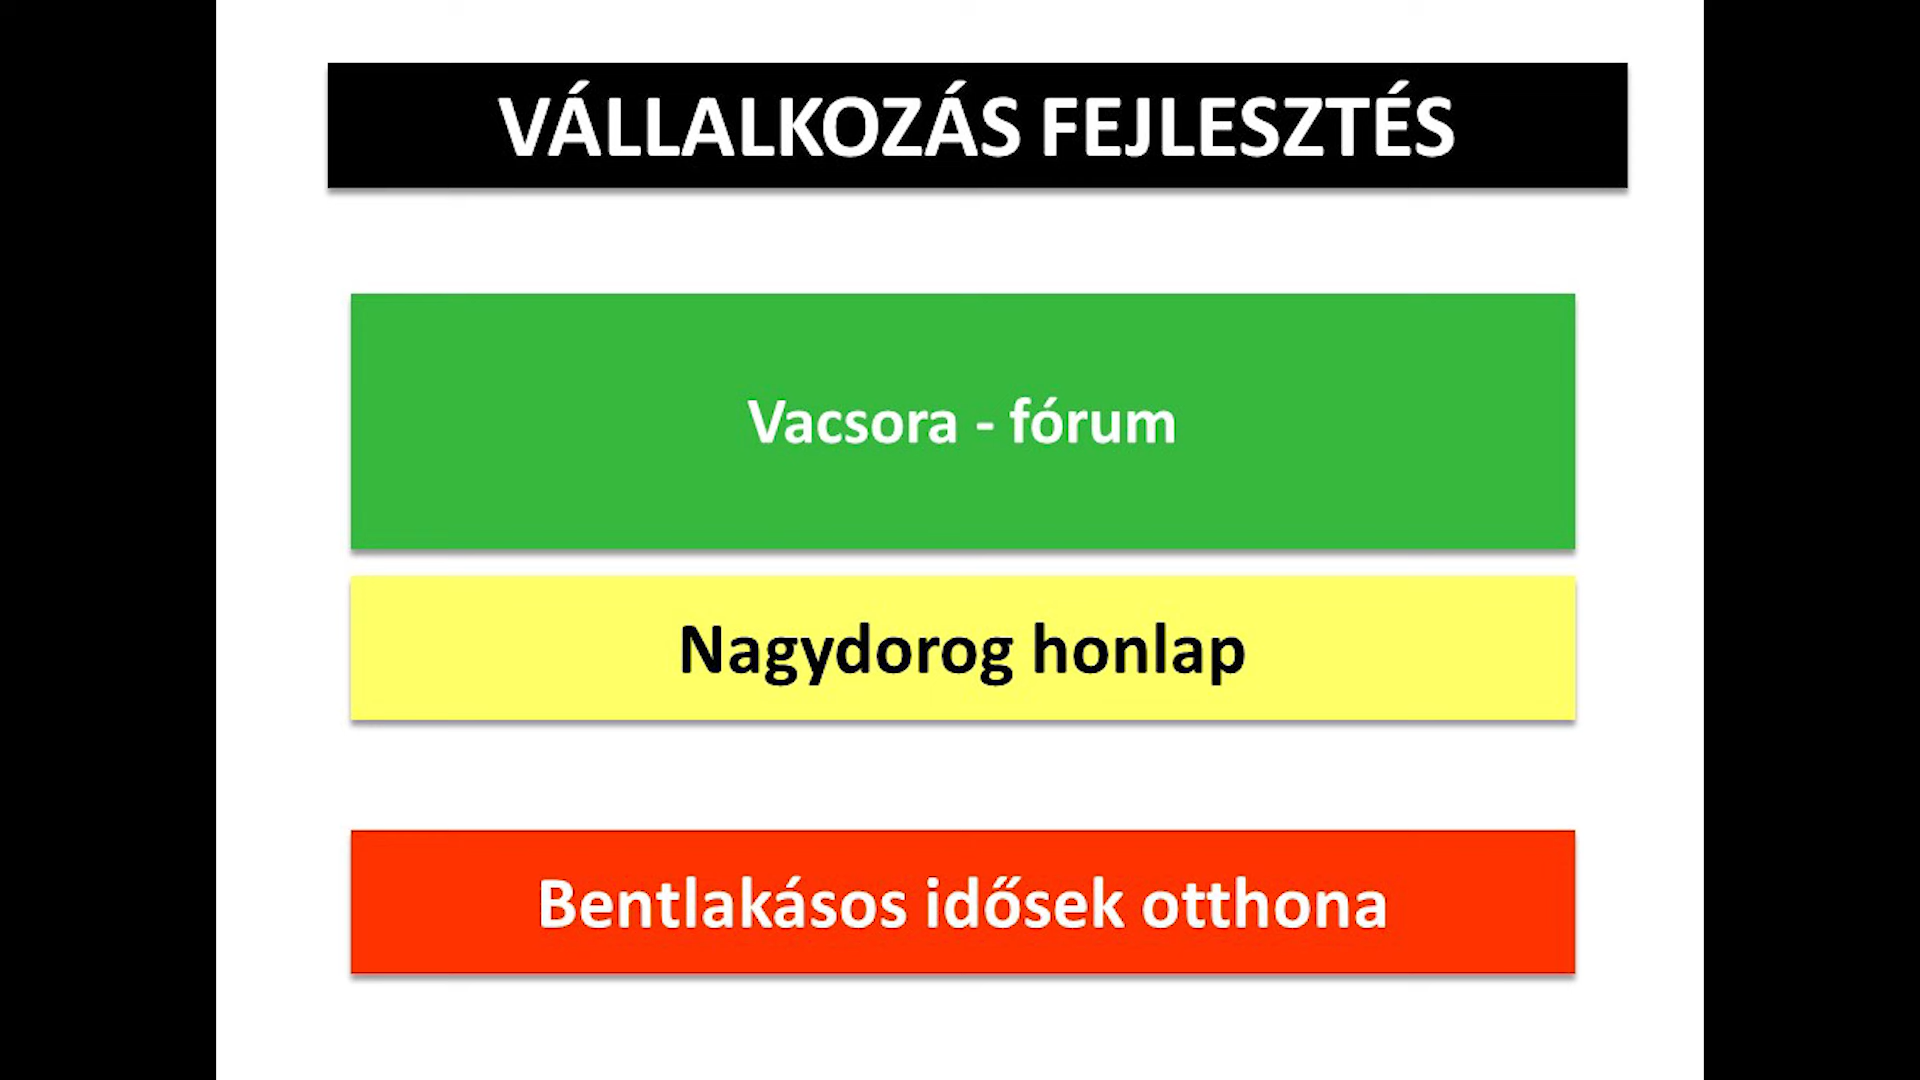 VÁLLALKOZÁS FEJLESZTÉS
Vacsora - fórum
Nagydorog honlap
Bentlakásos idősek otthona